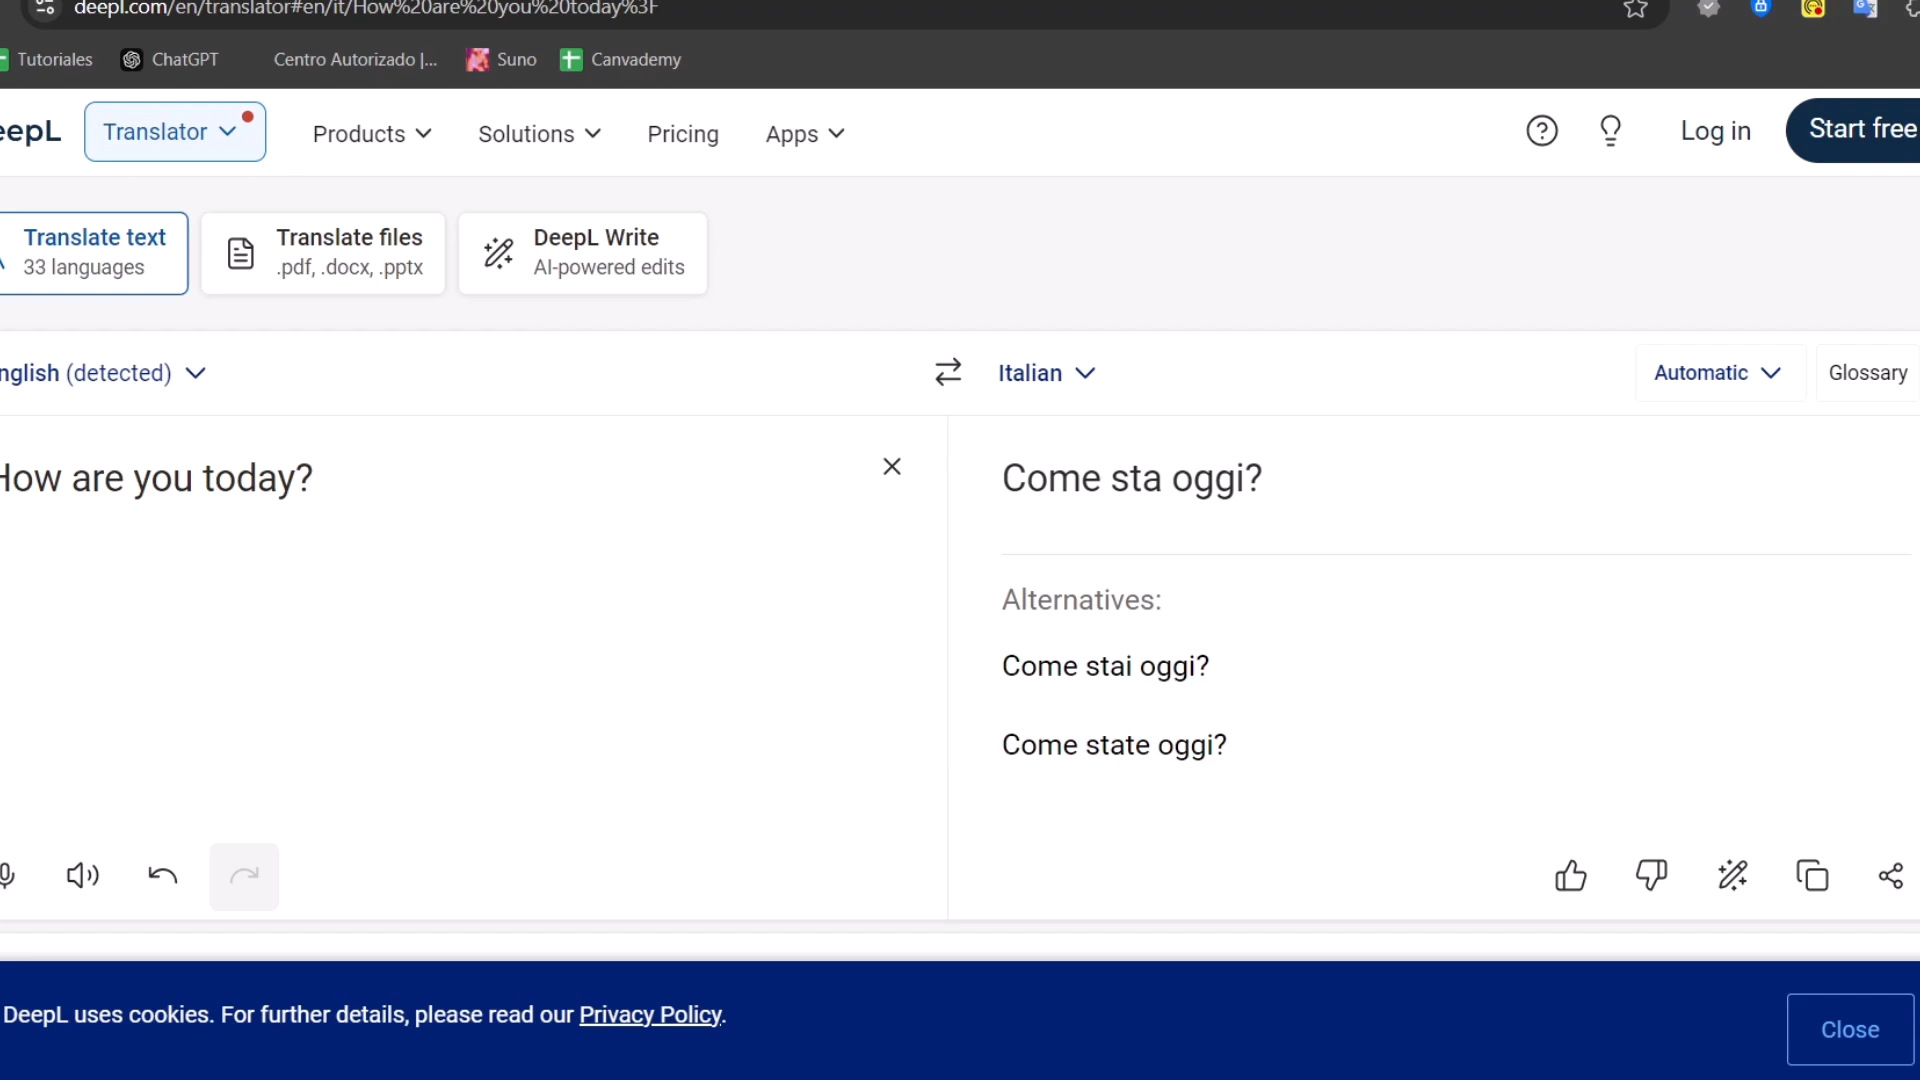 deepl.com/en/translator#en/it/How%20are%20you%20today%3F
Tutoriales ChatGPT Centro Autorizado |... Suno Canvademy
eepL Translator Products Solutions Pricing Apps Log in Start free
Translate text Translate files DeepL Write
33 languages .pdf, .docx, .pptx AI-powered edits
nglish (detected) Italian Automatic Glossary
How are you today? Come sta oggi?
Alternatives:
Come stai oggi?
Come state oggi?
DeepL uses cookies. For further details, please read our Privacy Policy.
Close